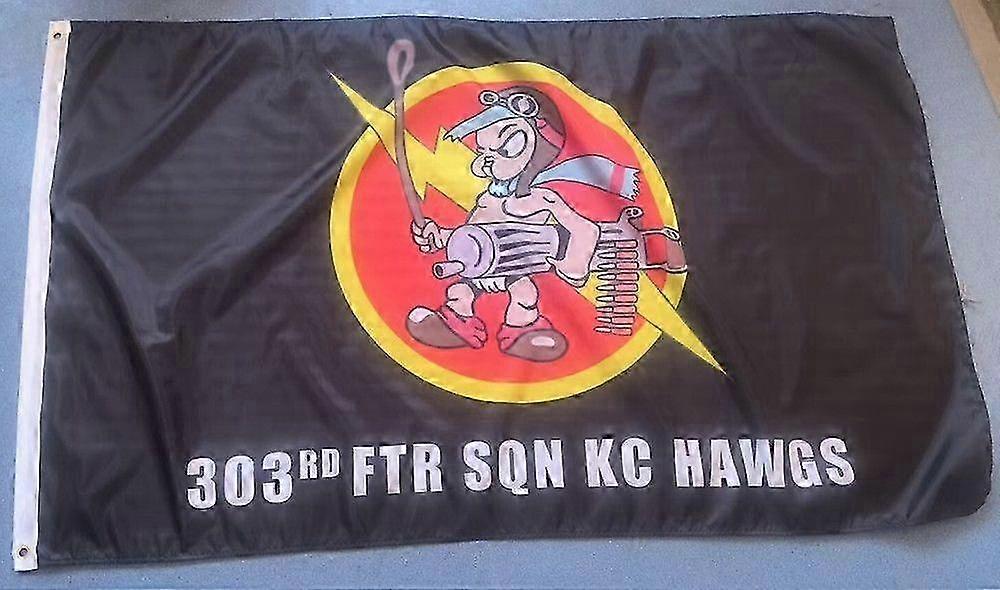 303RD FTR SQN KC HAWGS